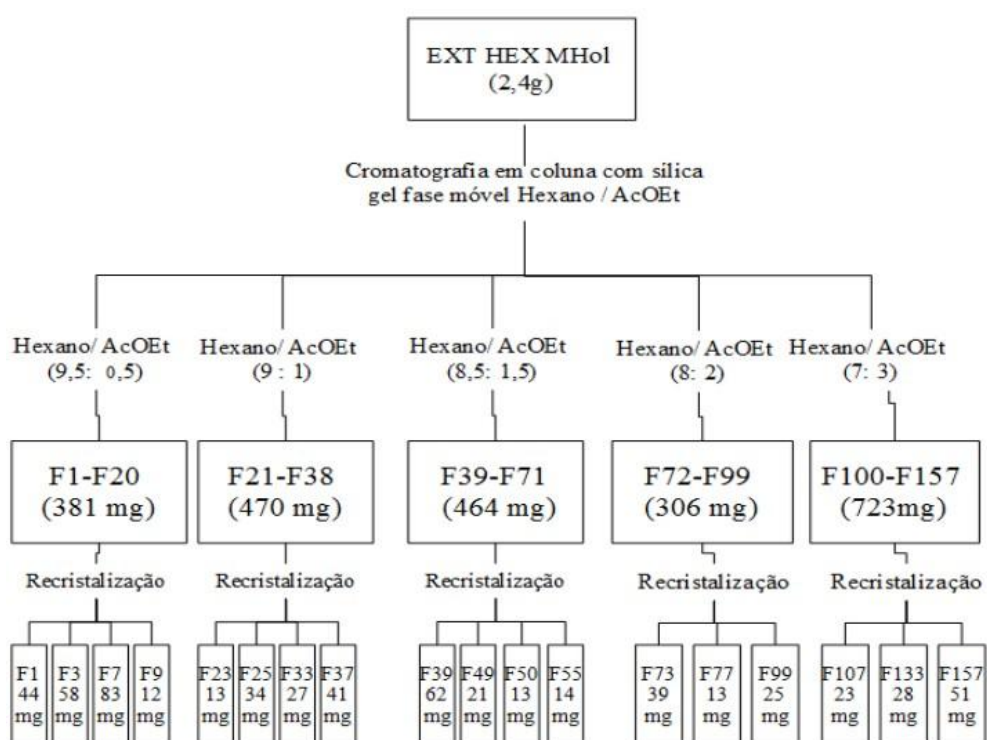 EXT HEX MHol
(2,4g)
Cromatografia em coluna com sílica
gel fase móvel Hexano / AcOEt
Hexano/ AcOEt
(9,5: 0,5)
Hexano/ AcOEt
(9 : 1)
Hexano/ AcOEt
(8,5: 1,5)
Hexano/ AcOEt
(8: 2)
Hexano/ AcOEt
(7: 3)
F1-F20
(381 mg)
F21-F38
(470 mg)
F39-F71
(464 mg)
F72-F99
(306 mg)
F100-F157
(723mg)
Recristalização
Recristalização
Recristalização
Recristalização
Recristalização
F1
44
mg
F3
58
mg
F7
83
mg
F9
12
mg
F23
13
mg
F25
34
mg
F33
27
mg
F37
41
mg
F39
62
mg
F49
21
mg
F50
13
mg
F55
14
mg
F73
39
mg
F77
13
mg
F99
25
mg
F107
23
mg
F133
28
mg
F157
51
mg